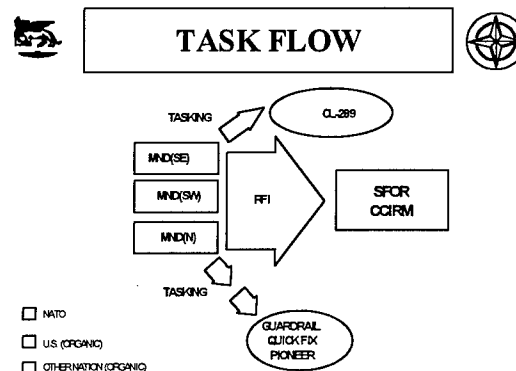 TASK FLOW
TASKING
CL-289
MND(SE)
MND(SW)
MND(N)
RFI
SFOR
CCIRM
TASKING
GUARDRAIL
QUICK FIX
PIONEER
NATO
U.S. (ORGANIC)
OTHER NATION (ORGANIC)